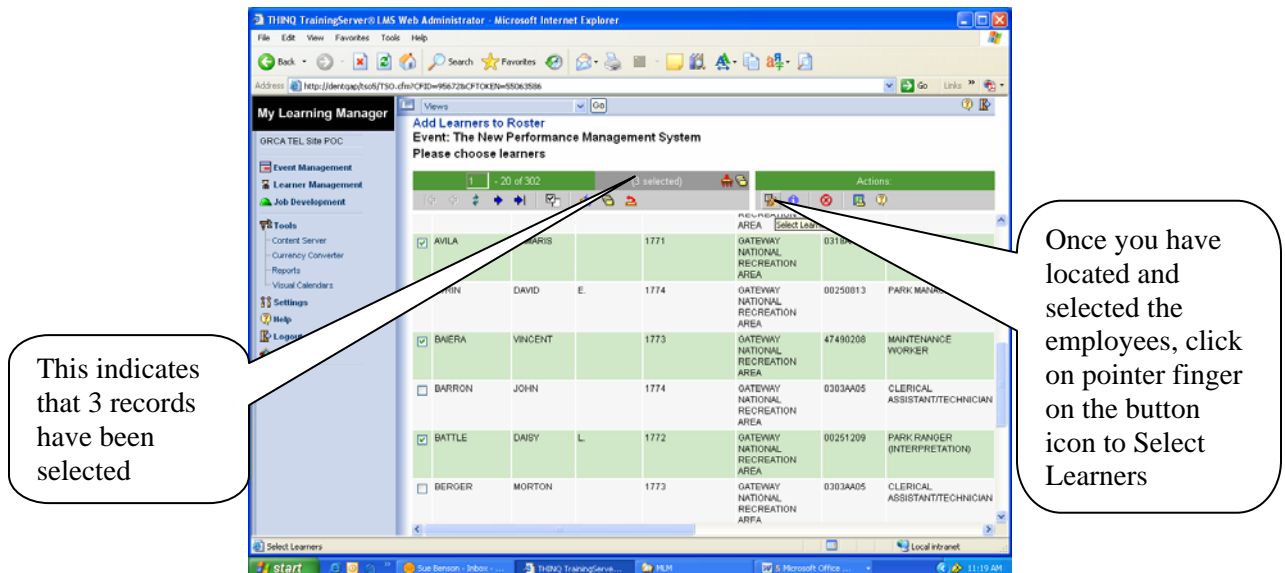 THINQ TrainingServer® LMS Web Administrator - Microsoft Internet Explorer
File Edit View Favorites Tools Help
Back Search Favorites
Address http://dentqap/tso5/TSO.cfm?CFID=95672&CFTOKEN=55063586 Go Links »
My Learning Manager
GRCA TEL Site POC
Event Management
Learner Management
Job Development
Tools
Content Server
Currency Converter
Reports
Visual Calendars
Settings
Help
Logout
Views Go
Add Learners to Roster
Event: The New Performance Management System
Please choose learners
1 - 20 of 302 (3 selected) Actions:
RECREATION
AREA
AVILA 1771 GATEWAY NATIONAL RECREATION AREA
DAVID E. 1774 GATEWAY NATIONAL RECREATION AREA 00250813 PARK
BAIERA VINCENT 1773 GATEWAY NATIONAL RECREATION AREA 47490208 MAINTENANCE WORKER
BARRON JOHN 1774 GATEWAY NATIONAL RECREATION AREA 0303AA05 CLERICAL ASSISTANT/TECHNICIAN
BATTLE DAISY L. 1772 GATEWAY NATIONAL RECREATION AREA 00251209 PARK RANGER (INTERPRETATION)
BERGER MORTON 1773 GATEWAY NATIONAL RECREATION AREA 0303AA05 CLERICAL ASSISTANT/TECHNICIAN
Select Learners Local intranet
start Sue Benson - Inbox - ... THINQ TrainingServe... MLM 5 Microsoft Office ... 11:19 AM
This indicates
that 3 records
have been
selected
Once you have
located and
selected the
employees, click
on pointer finger
on the button
icon to Select
Learners